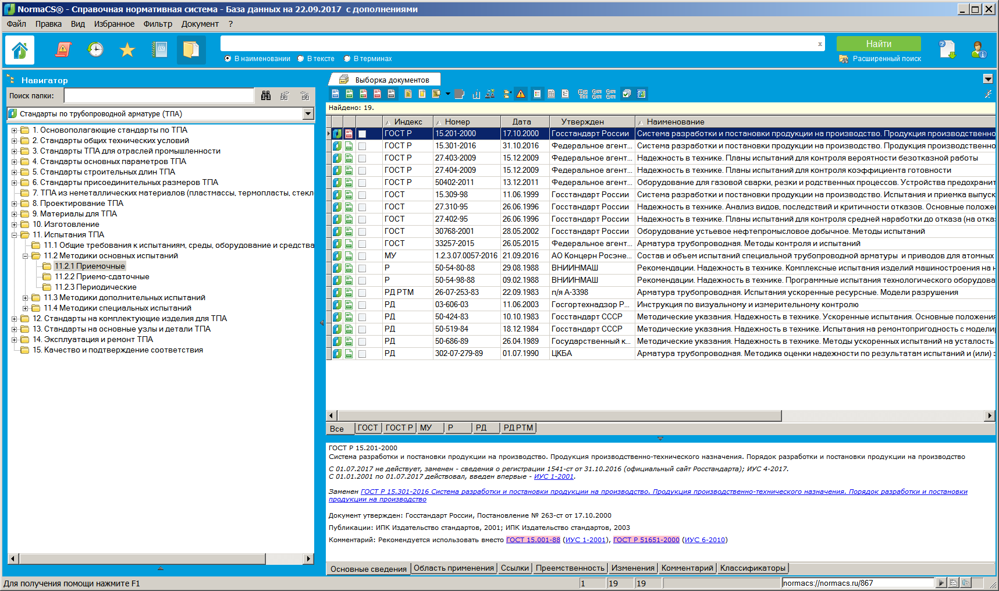 NormaCS® - Справочная нормативная система - База данных на 22.09.2017 с дополнениями
Файл Правка Вид Избранное Фильтр Документ ?
x
Найти
В наименовании В тексте В терминах
Расширенный поиск
Навигатор
Поиск папки:
Стандарты по трубопроводной арматуре (ТПА)
1. Основополагающие стандарты по ТПА
2. Стандарты общих технических условий
3. Стандарты ТПА для отраслей промышленности
4. Стандарты основных параметров ТПА
5. Стандарты строительных длин ТПА
6. Стандарты присоединительных размеров ТПА
7. ТПА из неметаллических материалов (пластмассы, термопласты, стекл
8. Проектирование ТПА
9. Материалы для ТПА
10. Изготовление
11. Испытания ТПА
11.1 Общие требования к испытаниям, среды, оборудование и средства
11.2 Методики основных испытаний
11.2.1 Приемочные
11.2.2 Приемо-сдаточные
11.2.3 Периодические
11.3 Методики дополнительных испытаний
11.4 Методики специальных испытаний
12. Стандарты на комплектующие изделия для ТПА
13. Стандарты на основные узлы и детали ТПА
14. Эксплуатация и ремонт ТПА
15. Качество и подтверждение соответствия
Выборка документов
Найдено: 19.
Индекс Номер Дата Утвержден Наименование
ГОСТ Р 15.201-2000 17.10.2000 Госстандарт России Система разработки и постановки продукции на производство. Продукция производственно
ГОСТ Р 15.301-2016 31.10.2016 Федеральное агент... Система разработки и постановки продукции на производство. Продукция производственно
ГОСТ Р 27.403-2009 15.12.2009 Федеральное агент... Надежность в технике. Планы испытаний для контроля вероятности безотказной работы
ГОСТ Р 27.404-2009 15.12.2009 Федеральное агент... Надежность в технике. Планы испытаний для контроля коэффициента готовности
ГОСТ Р 50402-2011 13.12.2011 Федеральное агент... Оборудование для газовой сварки, резки и родственных процессов. Устройства предохранит
ГОСТ 15.309-98 11.06.1999 Госстандарт России Система разработки и постановки продукции на производство. Испытания и приемка выпуск
ГОСТ 27.310-95 26.06.1996 Госстандарт России Надежность в технике. Анализ видов, последствий и критичности отказов. Основные положен
ГОСТ 27.402-95 26.06.1996 Госстандарт России Надежность в технике. Планы испытаний для контроля средней наработки до отказа (на отказ
ГОСТ 30768-2001 28.05.2002 Госстандарт России Оборудование устьевое нефтепромысловое добычное. Методы испытаний
ГОСТ 33257-2015 26.05.2015 Федеральное агент... Арматура трубопроводная. Методы контроля и испытаний
МУ 1.2.3.07.0057-2016 21.09.2016 АО Концерн Росэне... Состав и объем испытаний специальной трубопроводной арматуры и приводов для атомных
Р 50-54-80-88 29.08.1988 ВНИИНМАШ Рекомендации. Надежность в технике. Комплексные испытания изделий машиностроения на н
Р 50-54-98-88 09.02.1988 ВНИИНМАШ Рекомендации. Надежность в технике. Программные испытания технологического оборудова
РД РТМ 26-07-253-83 22.09.1983 п/я А-3398 Арматура трубопроводная. Испытания ускоренные ресурсные. Модели разрушения
РД 03-606-03 11.06.2003 Госгортехнадзор Р... Инструкция по визуальному и измерительному контролю
РД 50-424-83 10.10.1983 Госстандарт СССР Методические указания. Надежность в технике. Ускоренные испытания. Основные положения
РД 50-519-84 18.12.1984 Госстандарт СССР Методические указания. Надежность в технике. Испытания на ремонтопригодность с модели
РД 50-686-89 26.04.1989 Государственный к... Методические указания. Надежность в технике. Методы ускоренных испытаний на усталость
РД 302-07-279-89 01.07.1990 ЦКБА Арматура трубопроводная. Методика оценки надежности по результатам испытаний и (или) э
Все ГОСТ ГОСТ Р МУ Р РД РД РТМ
ГОСТ Р 15.201-2000
Система разработки и постановки продукции на производство. Продукция производственно-технического назначения. Порядок разработки и постановки продукции на производство
С 01.07.2017 не действует, заменен - сведения о регистрации 1541-ст от 31.10.2016 (официальный сайт Росстандарта); ИУС 4-2017.
С 01.01.2001 по 01.07.2017 действовал, введен впервые - ИУС 1-2001.
Заменен ГОСТ Р 15.301-2016 Система разработки и постановки продукции на производство. Продукция производственно-технического назначения. Порядок разработки и постановки
продукции на производство
Документ утвержден: Госстандарт России, Постановление № 263-ст от 17.10.2000
Публикации: ИПК Издательство стандартов, 2001; ИПК Издательство стандартов, 2003
Комментарий: Рекомендуется использовать вместо ГОСТ 15.001-88 (ИУС 1-2001), ГОСТ Р 51651-2000 (ИУС 6-2010)
Основные сведения Область применения Ссылки Преемственность Изменения Комментарий Классификаторы
Для получения помощи нажмите F1
1 19 19 normacs://normacs.ru/867